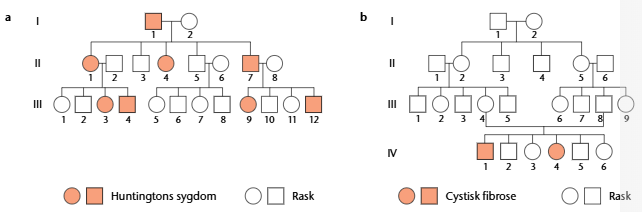 a
I
1 2
II
1 2 3 4 5 6 7 8
III
1 2 3 4 5 6 7 8 9 10 11 12
Huntingtons sygdom Rask
b
I
1 2
II
1 2 3 4 5 6
III
1 2 3 4 5 6 7 8 9
IV
1 2 3 4 5 6
Cystisk fibrose Rask